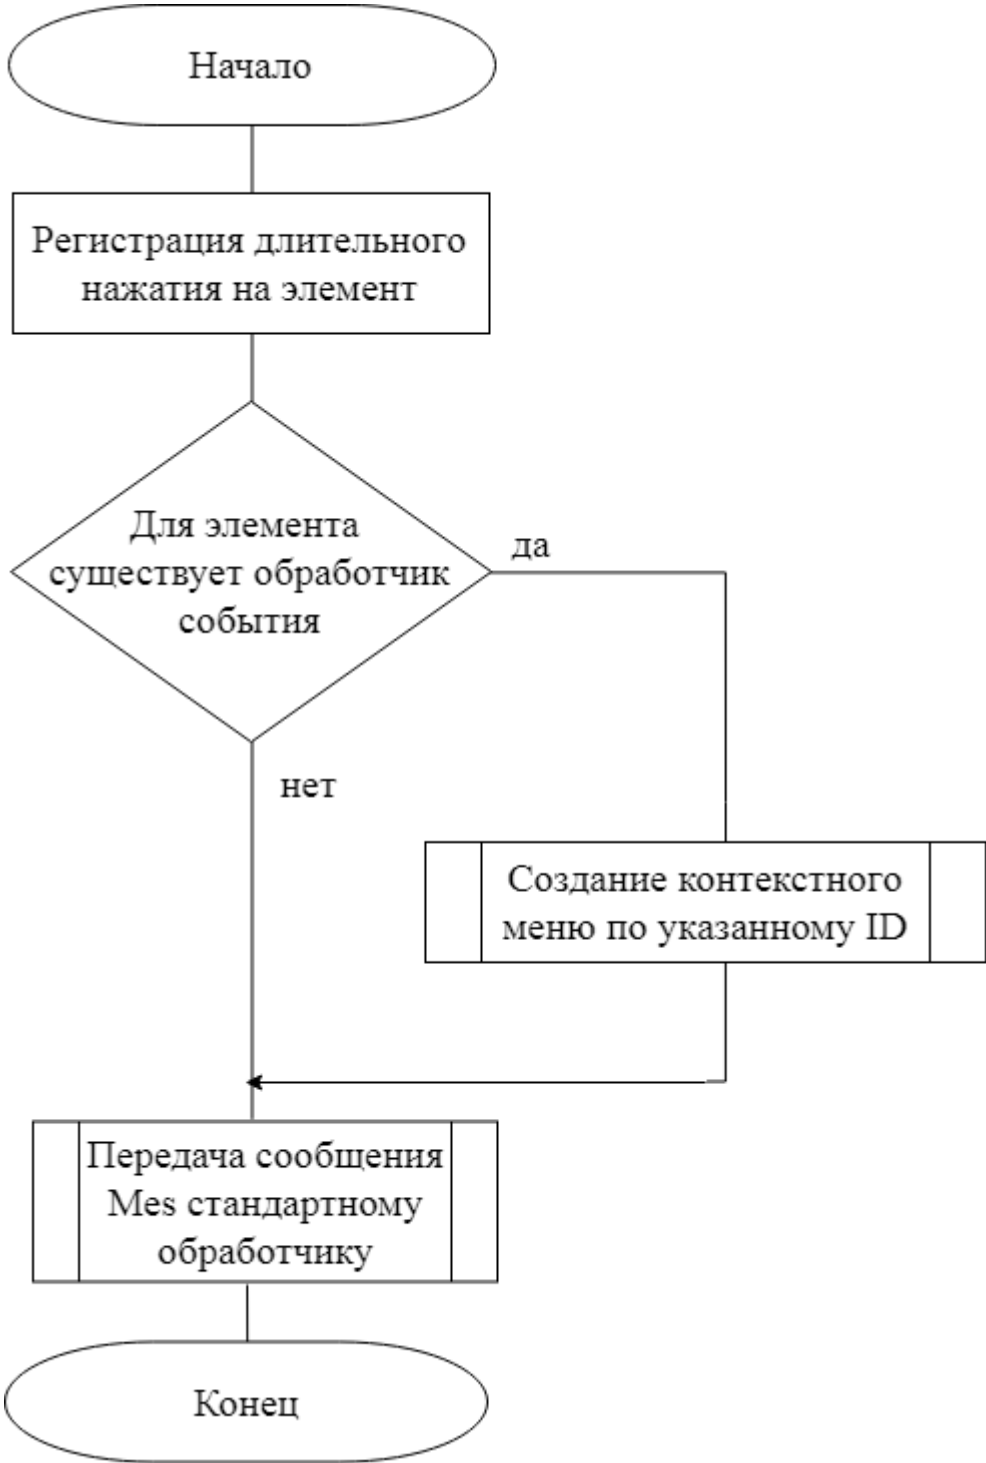 Начало
Регистрация длительного
нажатия на элемент
Для элемента
существует обработчик
события
да
нет
Создание контекстного
меню по указанному ID
Передача сообщения
Mes стандартному
обработчику
Конец